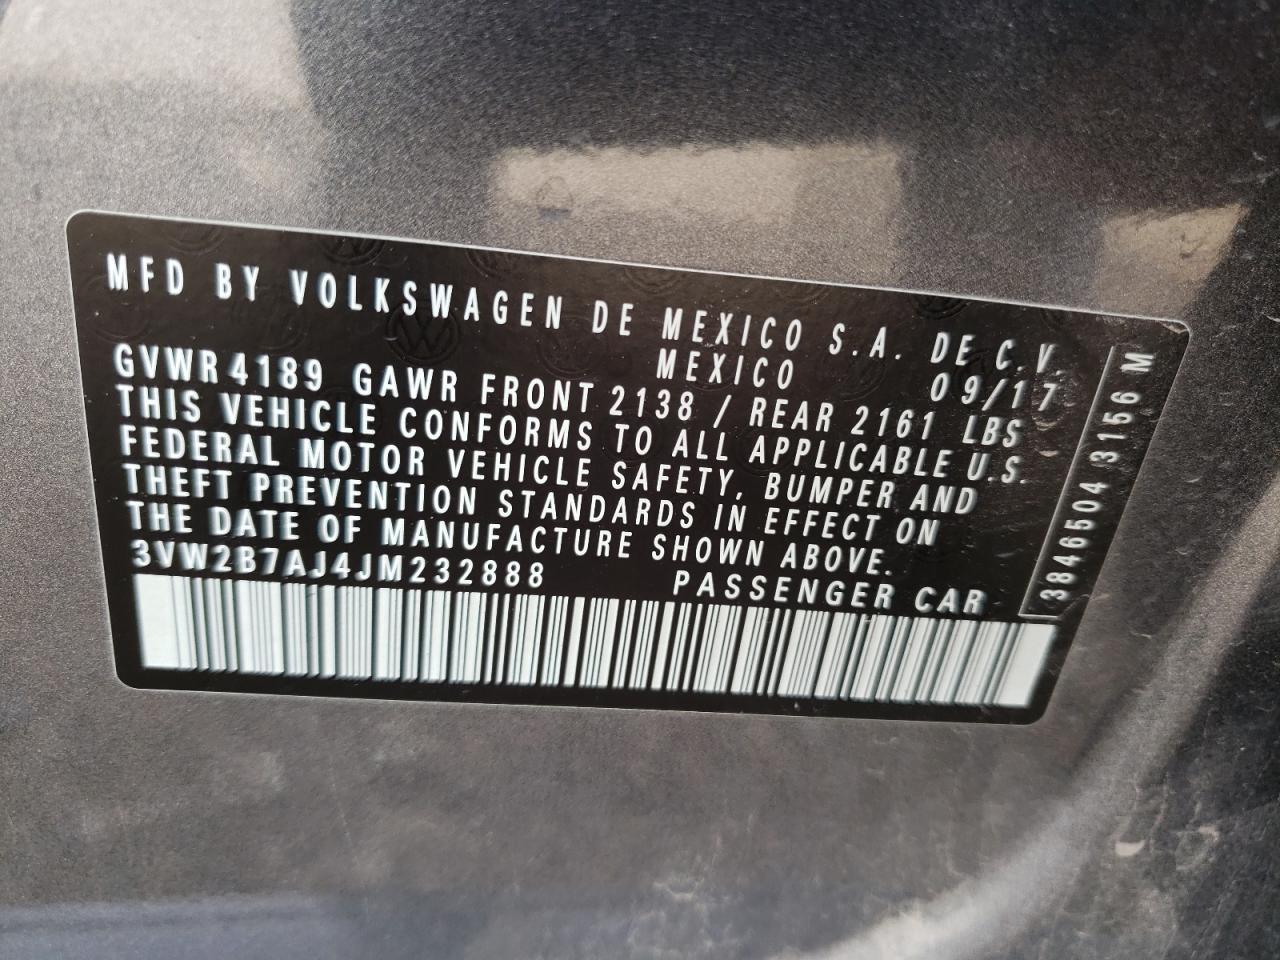 MFD BY VOLKSWAGEN DE MEXICO S.A. DE C.V.
MEXICO 09/17
GVWR 4189 GAWR FRONT 2138 / REAR 2161 LBS
THIS VEHICLE CONFORMS TO ALL APPLICABLE U.S.
FEDERAL MOTOR VEHICLE SAFETY, BUMPER AND
THEFT PREVENTION STANDARDS IN EFFECT ON
THE DATE OF MANUFACTURE SHOWN ABOVE.
3VW2B7AJ4JM232888 PASSENGER CAR
3846504 3156 M